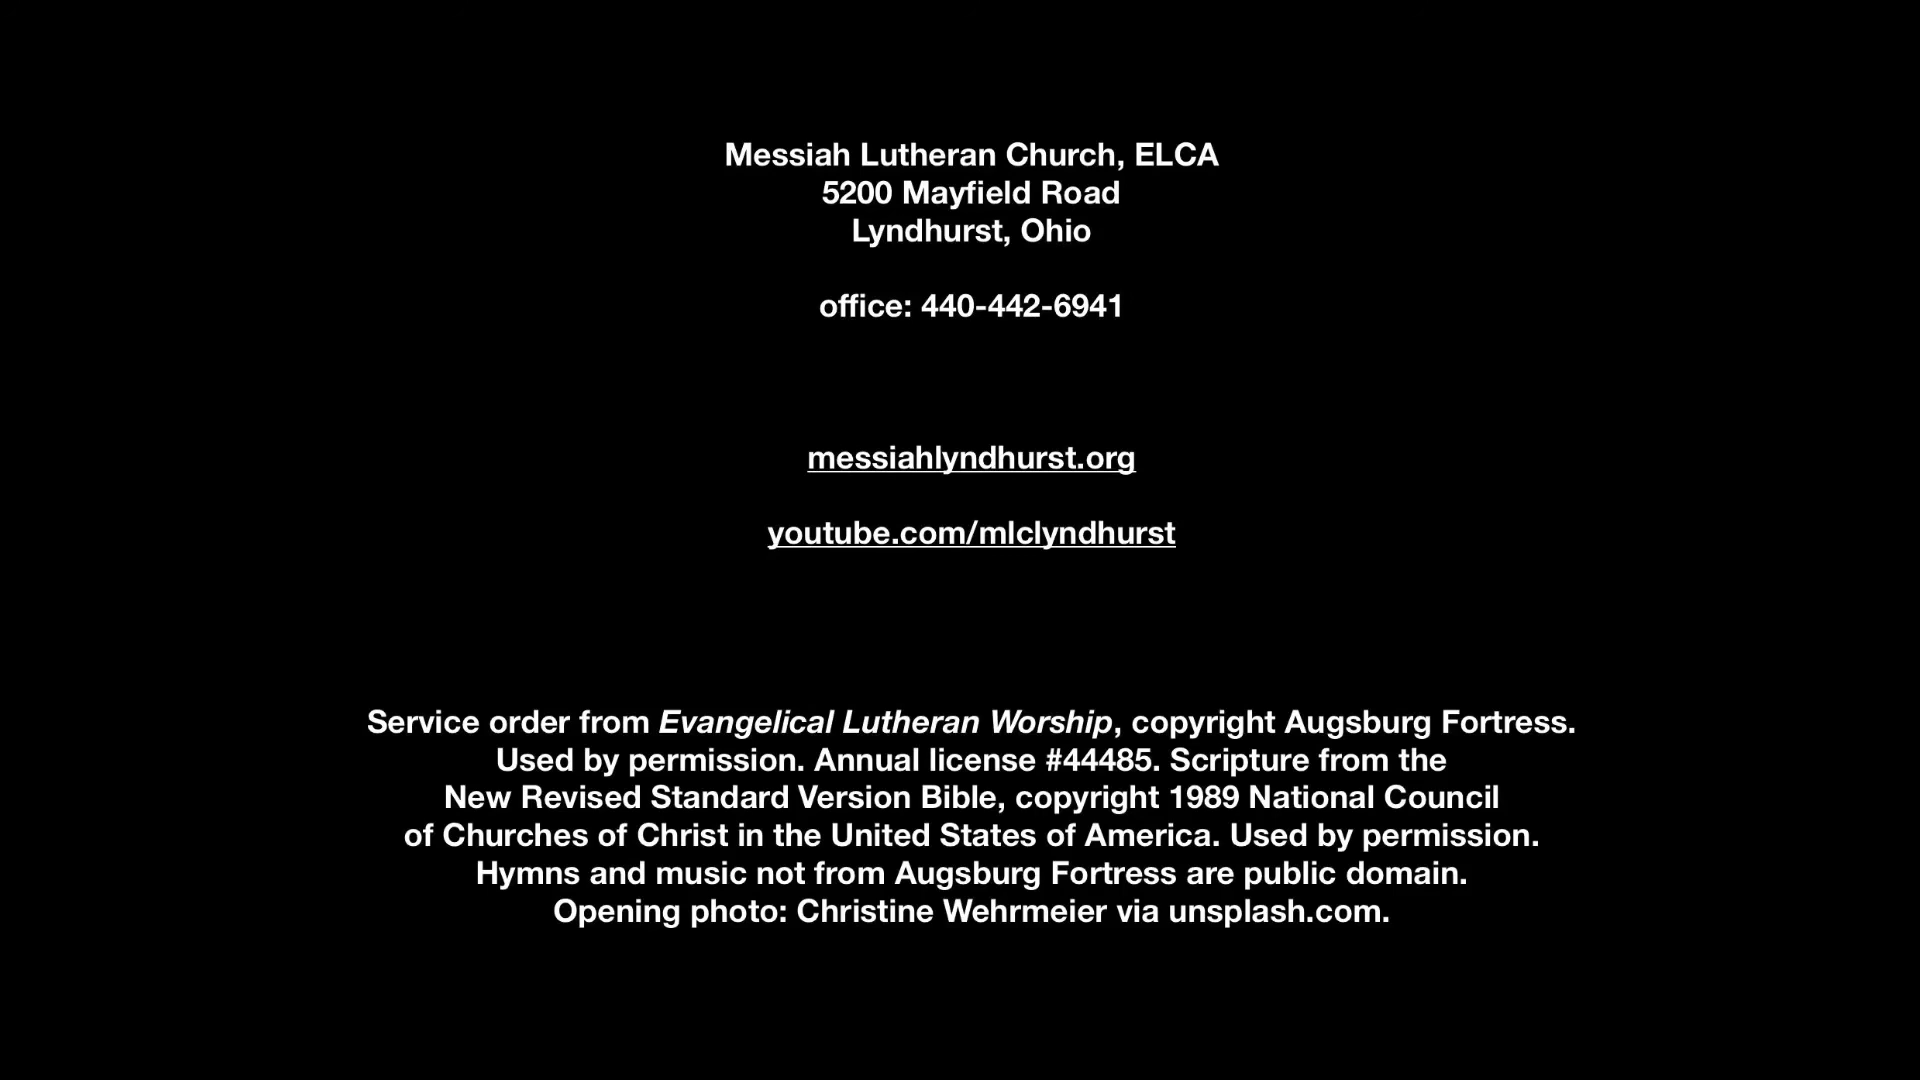 Messiah Lutheran Church, ELCA
5200 Mayfield Road
Lyndhurst, Ohio
office: 440-442-6941
messiahlyndhurst.org
youtube.com/mlclyndhurst
Service order from Evangelical Lutheran Worship, copyright Augsburg Fortress.
Used by permission. Annual license #44485. Scripture from the
New Revised Standard Version Bible, copyright 1989 National Council
of Churches of Christ in the United States of America. Used by permission.
Hymns and music not from Augsburg Fortress are public domain.
Opening photo: Christine Wehrmeier via unsplash.com.